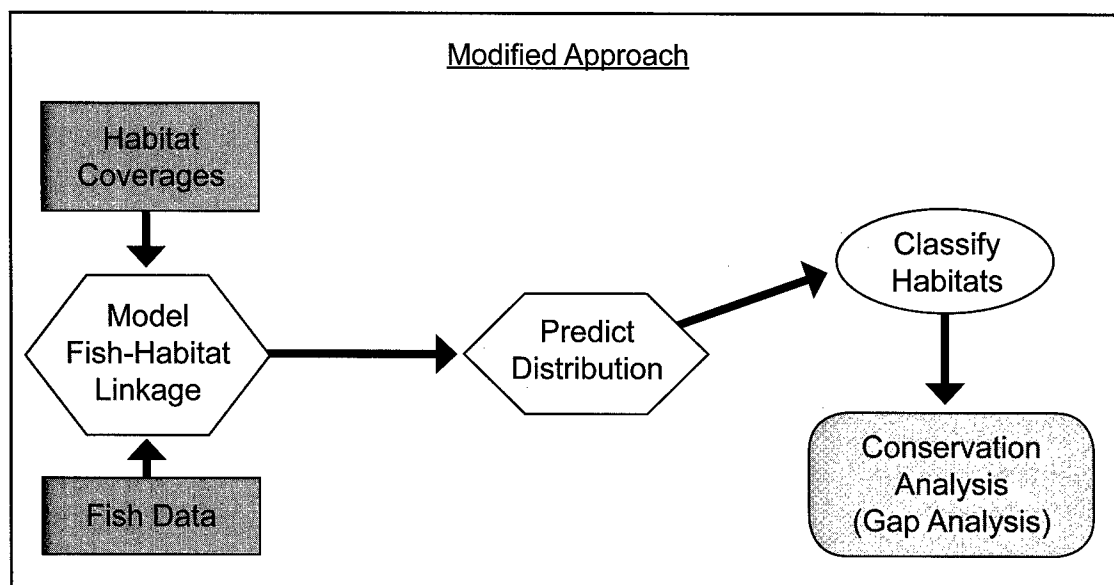 Modified Approach
Habitat
Coverages
Model
Fish-Habitat
Linkage
Fish Data
Predict
Distribution
Classify
Habitats
Conservation
Analysis
(Gap Analysis)